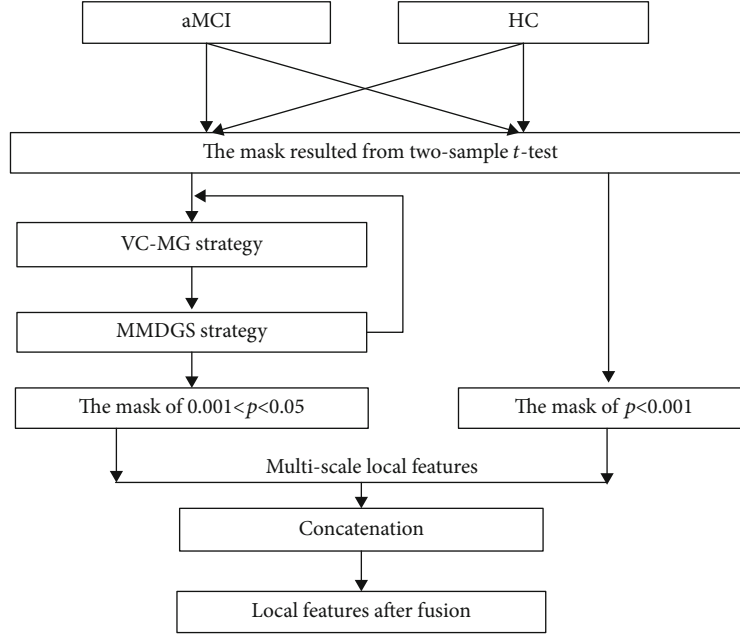 aMCI
HC
The mask resulted from two-sample t-test
VC-MG strategy
MMDGS strategy
The mask of 0.001<p<0.05
The mask of p<0.001
Multi-scale local features
Concatenation
Local features after fusion